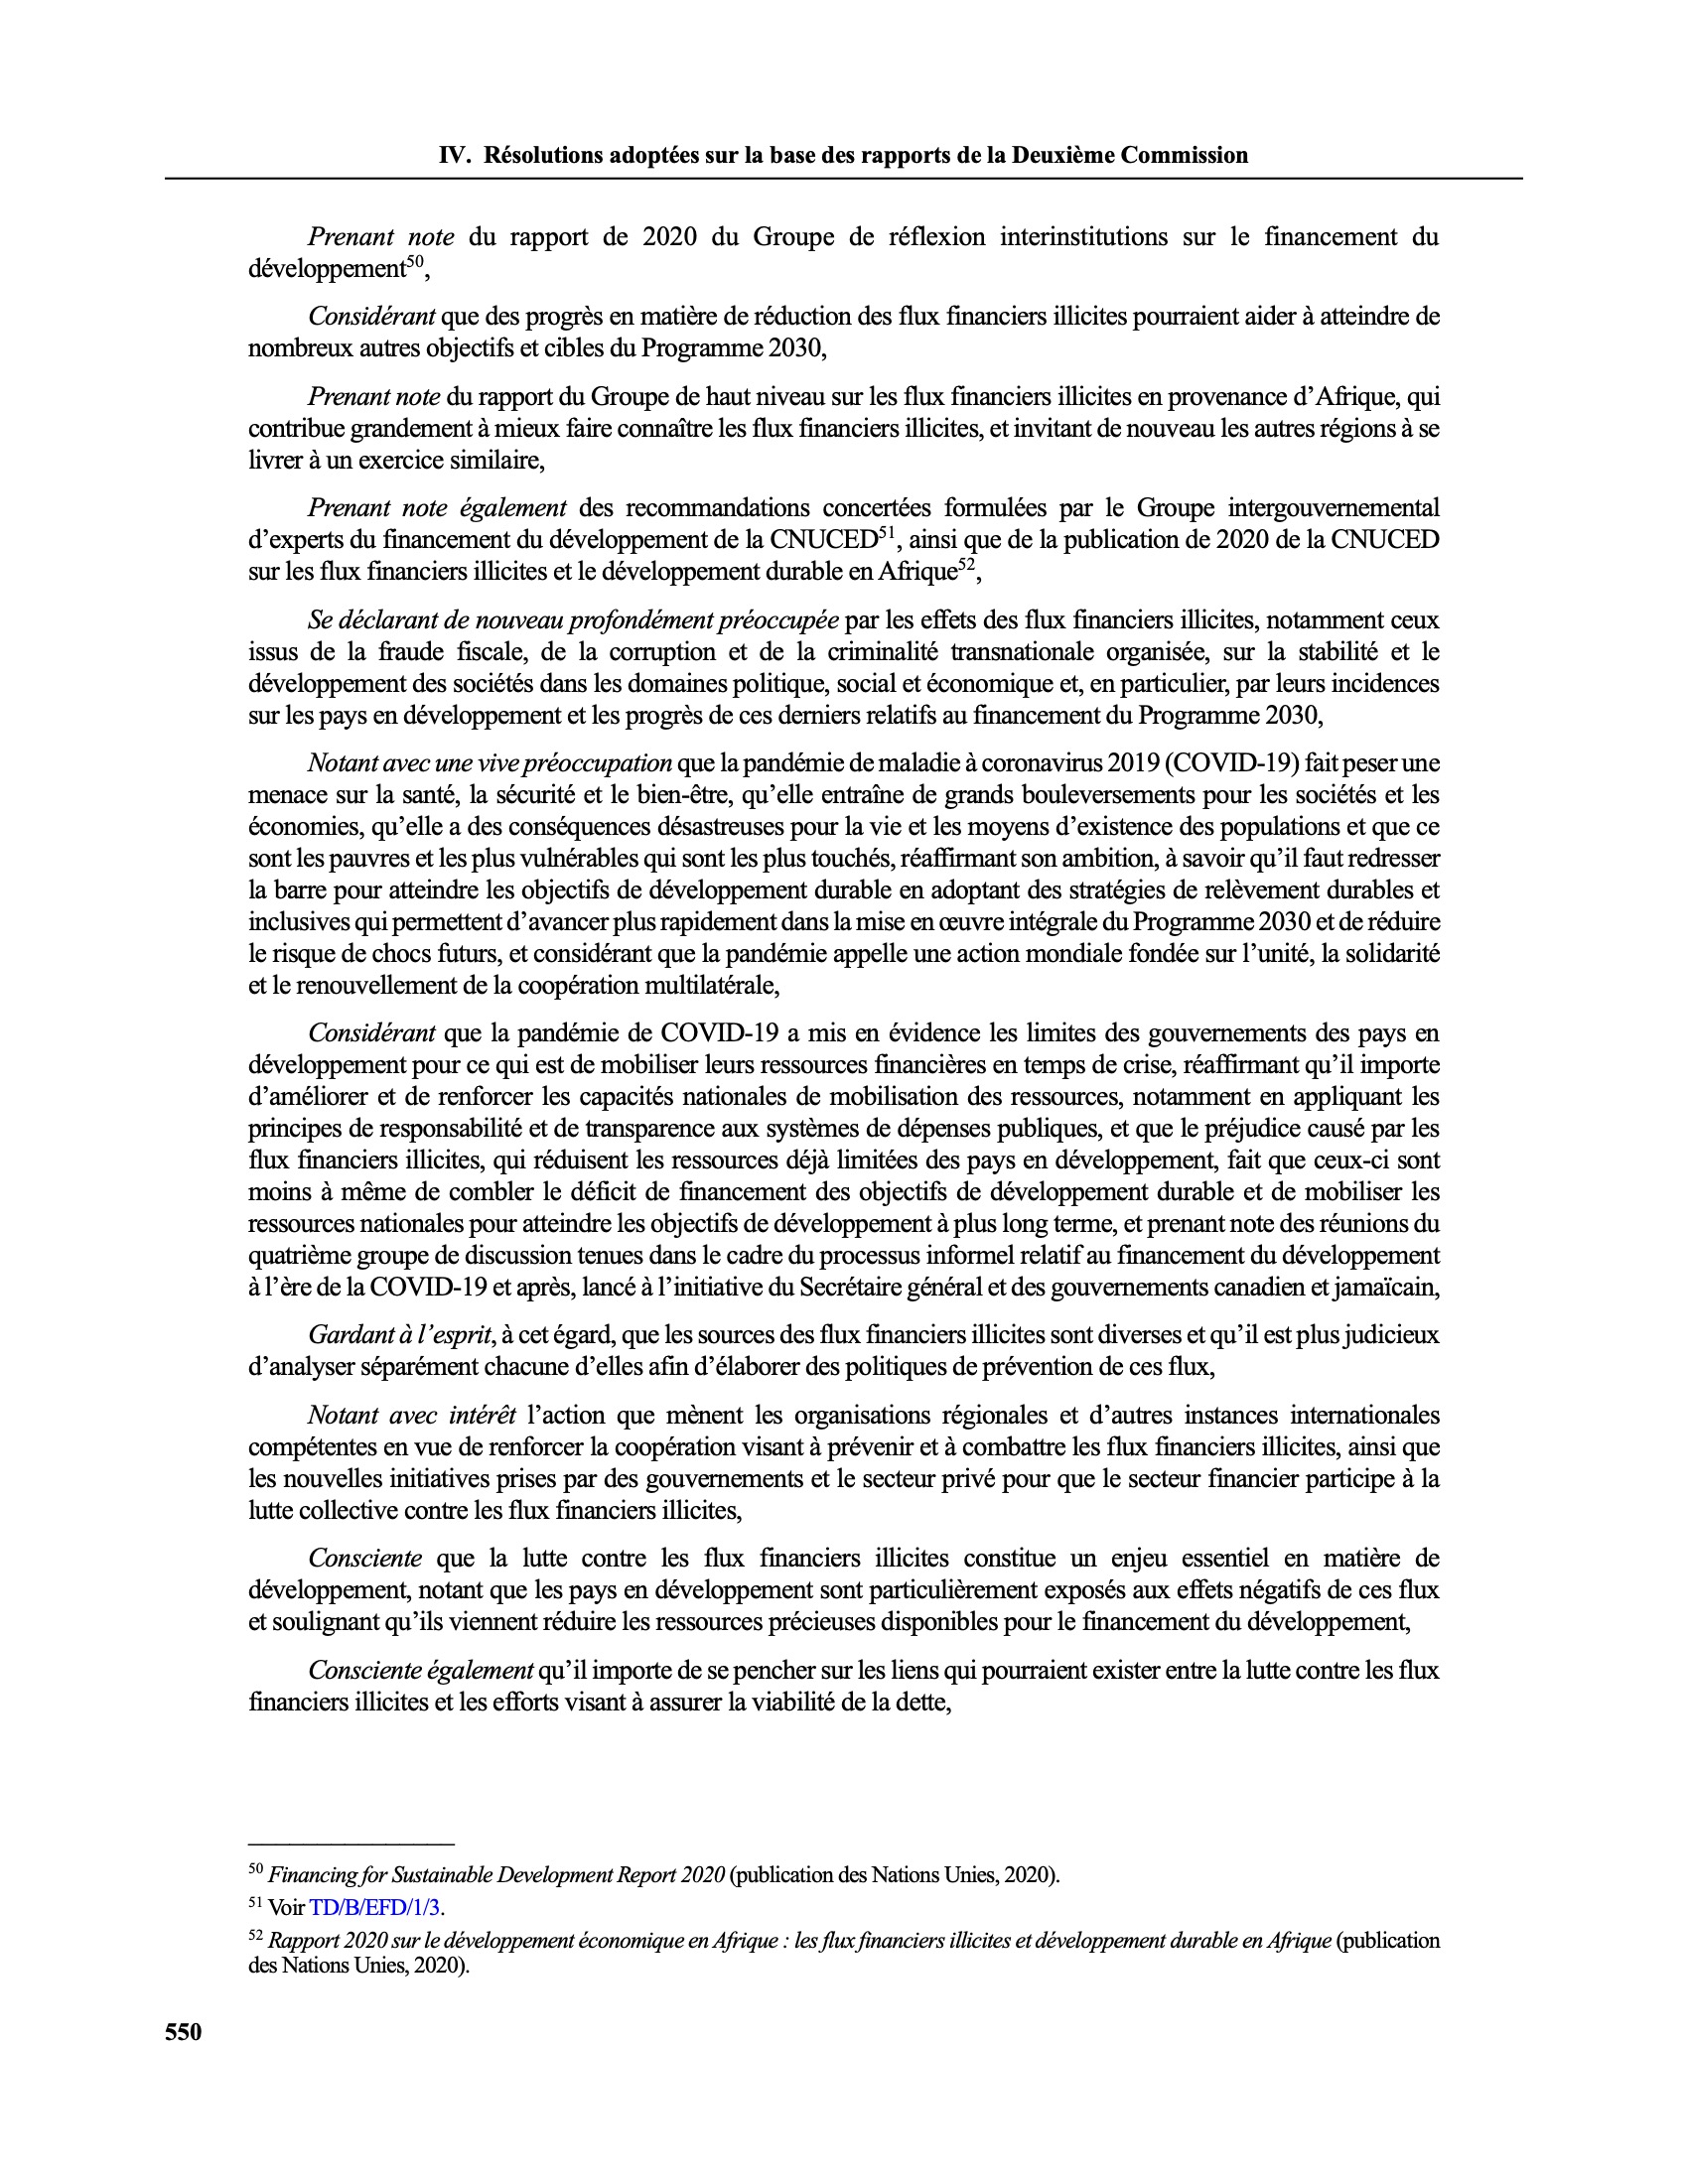 IV. Résolutions adoptées sur la base des rapports de la Deuxième Commission
Prenant note du rapport de 2020 du Groupe de réflexion interinstitutions sur le financement du
développement50,
Considérant que des progrès en matière de réduction des flux financiers illicites pourraient aider à atteindre de
nombreux autres objectifs et cibles du Programme 2030,
Prenant note du rapport du Groupe de haut niveau sur les flux financiers illicites en provenance d’Afrique, qui
contribue grandement à mieux faire connaître les flux financiers illicites, et invitant de nouveau les autres régions à se
livrer à un exercice similaire,
Prenant note également des recommandations concertées formulées par le Groupe intergouvernemental
d’experts du financement du développement de la CNUCED51, ainsi que de la publication de 2020 de la CNUCED
sur les flux financiers illicites et le développement durable en Afrique52,
Se déclarant de nouveau profondément préoccupée par les effets des flux financiers illicites, notamment ceux
issus de la fraude fiscale, de la corruption et de la criminalité transnationale organisée, sur la stabilité et le
développement des sociétés dans les domaines politique, social et économique et, en particulier, par leurs incidences
sur les pays en développement et les progrès de ces derniers relatifs au financement du Programme 2030,
Notant avec une vive préoccupation que la pandémie de maladie à coronavirus 2019 (COVID-19) fait peser une
menace sur la santé, la sécurité et le bien-être, qu’elle entraîne de grands bouleversements pour les sociétés et les
économies, qu’elle a des conséquences désastreuses pour la vie et les moyens d’existence des populations et que ce
sont les pauvres et les plus vulnérables qui sont les plus touchés, réaffirmant son ambition, à savoir qu’il faut redresser
la barre pour atteindre les objectifs de développement durable en adoptant des stratégies de relèvement durables et
inclusives qui permettent d’avancer plus rapidement dans la mise en œuvre intégrale du Programme 2030 et de réduire
le risque de chocs futurs, et considérant que la pandémie appelle une action mondiale fondée sur l’unité, la solidarité
et le renouvellement de la coopération multilatérale,
Considérant que la pandémie de COVID-19 a mis en évidence les limites des gouvernements des pays en
développement pour ce qui est de mobiliser leurs ressources financières en temps de crise, réaffirmant qu’il importe
d’améliorer et de renforcer les capacités nationales de mobilisation des ressources, notamment en appliquant les
principes de responsabilité et de transparence aux systèmes de dépenses publiques, et que le préjudice causé par les
flux financiers illicites, qui réduisent les ressources déjà limitées des pays en développement, fait que ceux-ci sont
moins à même de combler le déficit de financement des objectifs de développement durable et de mobiliser les
ressources nationales pour atteindre les objectifs de développement à plus long terme, et prenant note des réunions du
quatrième groupe de discussion tenues dans le cadre du processus informel relatif au financement du développement
à l’ère de la COVID-19 et après, lancé à l’initiative du Secrétaire général et des gouvernements canadien et jamaïcain,
Gardant à l’esprit, à cet égard, que les sources des flux financiers illicites sont diverses et qu’il est plus judicieux
d’analyser séparément chacune d’elles afin d’élaborer des politiques de prévention de ces flux,
Notant avec intérêt l’action que mènent les organisations régionales et d’autres instances internationales
compétentes en vue de renforcer la coopération visant à prévenir et à combattre les flux financiers illicites, ainsi que
les nouvelles initiatives prises par des gouvernements et le secteur privé pour que le secteur financier participe à la
lutte collective contre les flux financiers illicites,
Consciente que la lutte contre les flux financiers illicites constitue un enjeu essentiel en matière de
développement, notant que les pays en développement sont particulièrement exposés aux effets négatifs de ces flux
et soulignant qu’ils viennent réduire les ressources précieuses disponibles pour le financement du développement,
Consciente également qu’il importe de se pencher sur les liens qui pourraient exister entre la lutte contre les flux
financiers illicites et les efforts visant à assurer la viabilité de la dette,
50 Financing for Sustainable Development Report 2020 (publication des Nations Unies, 2020).
51 Voir TD/B/EFD/1/3.
52 Rapport 2020 sur le développement économique en Afrique : les flux financiers illicites et développement durable en Afrique (publication
des Nations Unies, 2020).
550